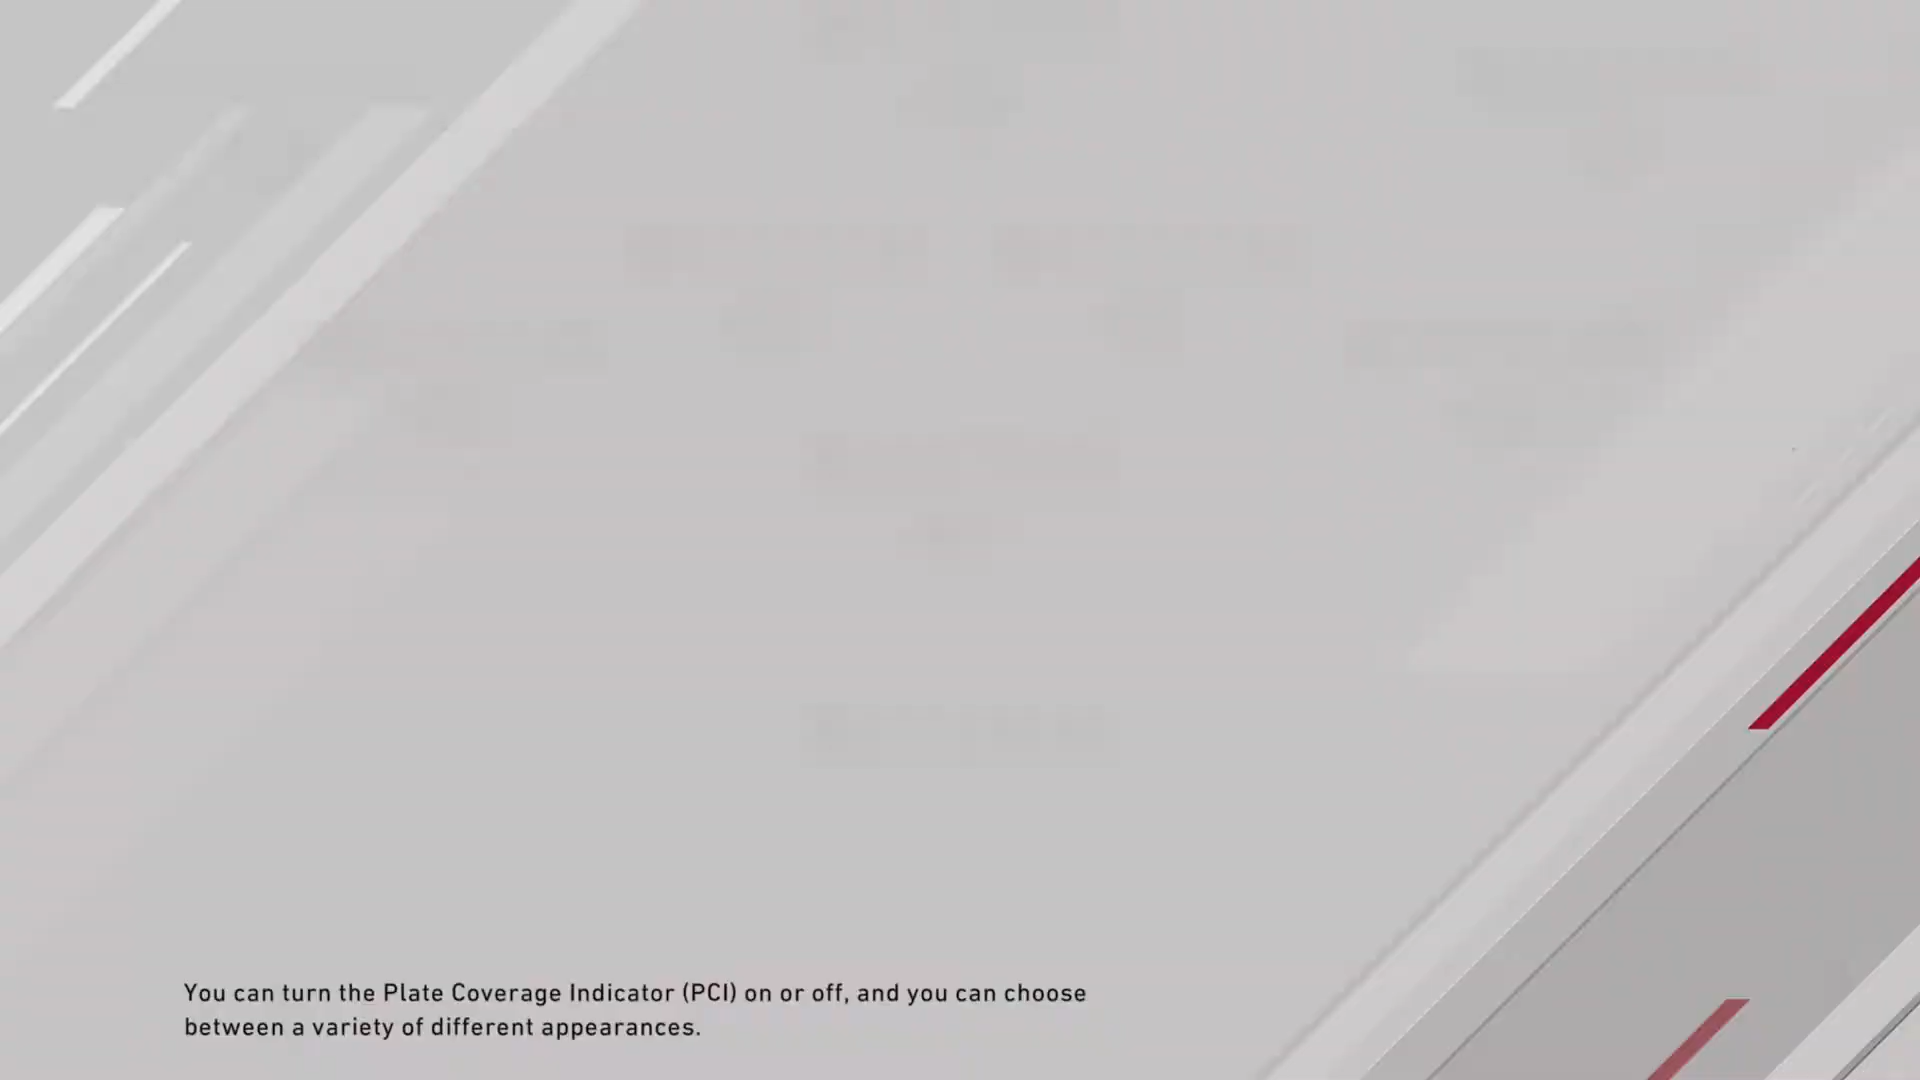 You can turn the Plate Coverage Indicator (PCI) on or off, and you can choose
between a variety of different appearances.